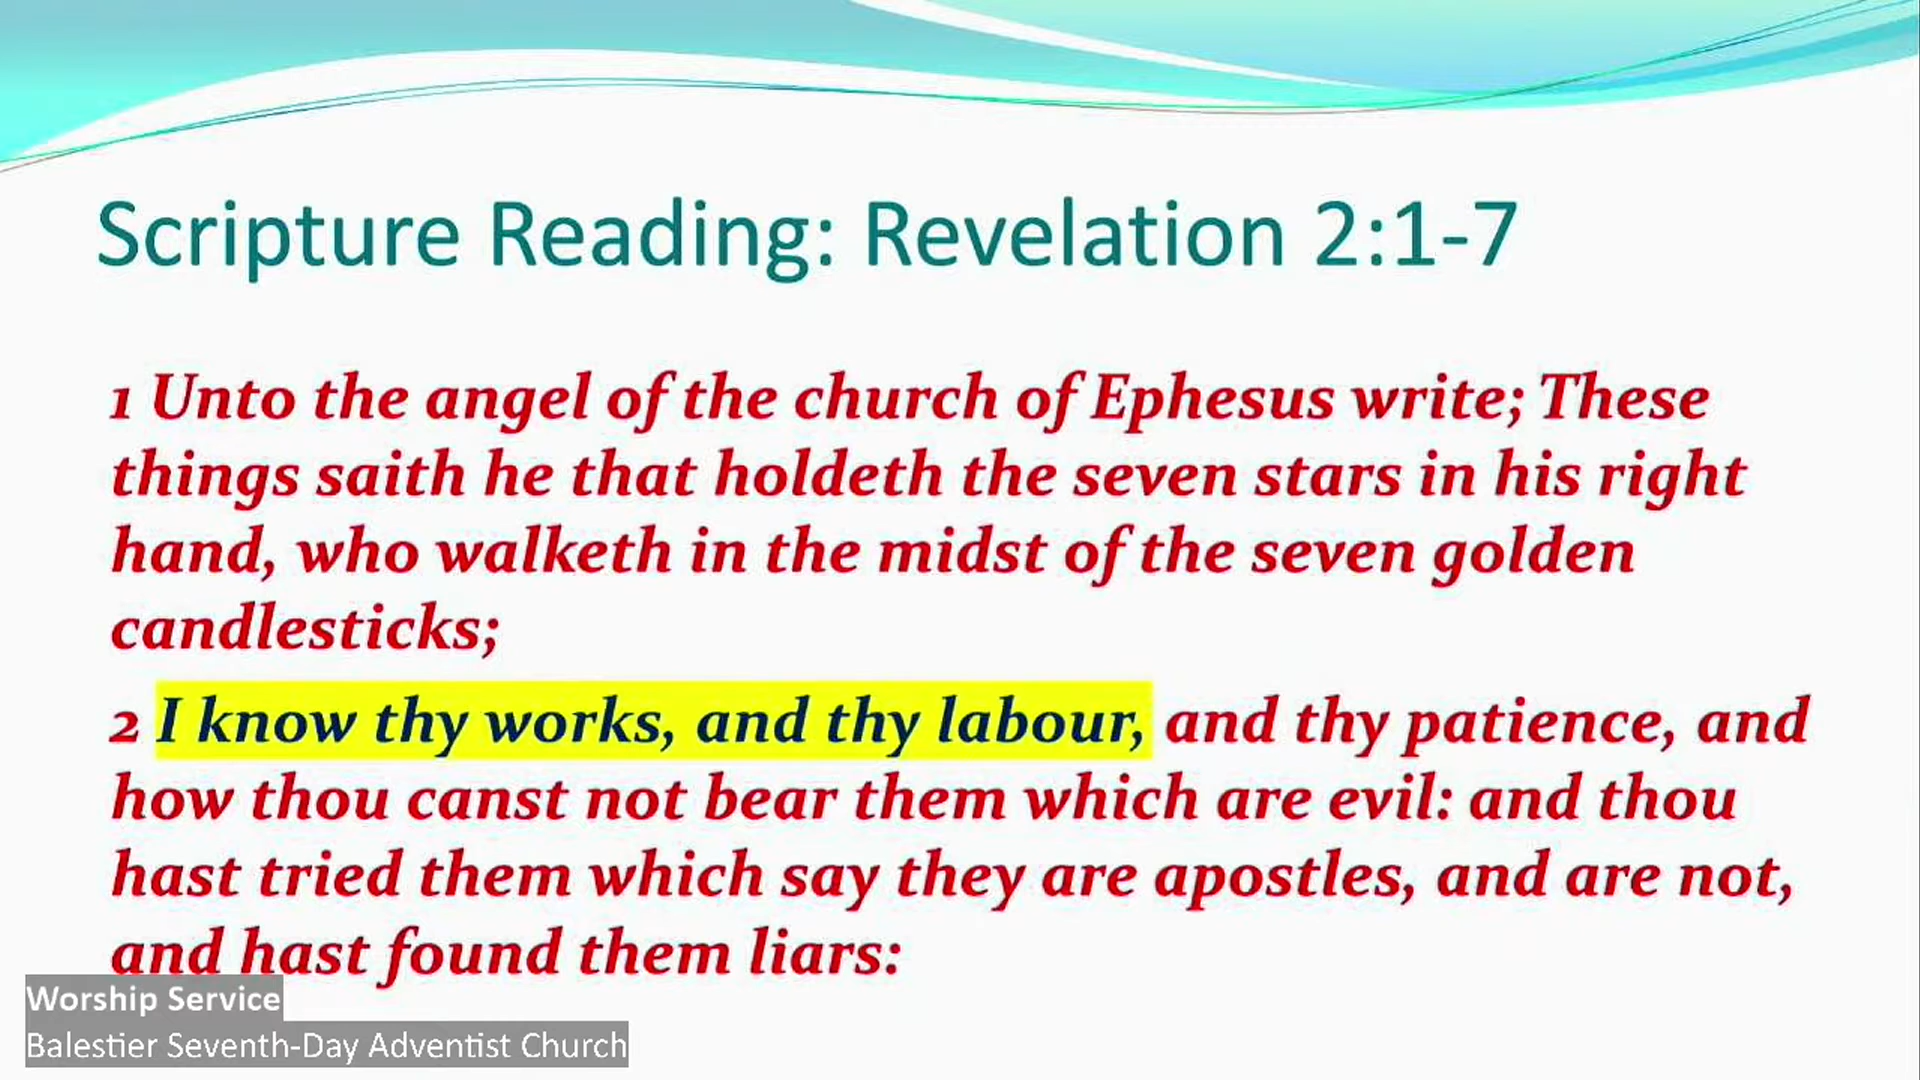 Scripture Reading: Revelation 2:1-7
1 Unto the angel of the church of Ephesus write; These
things saith he that holdeth the seven stars in his right
hand, who walketh in the midst of the seven golden
candlesticks;
2 I know thy works, and thy labour, and thy patience, and
how thou canst not bear them which are evil: and thou
hast tried them which say they are apostles, and are not,
and hast found them liars:
Worship Service
Balestier Seventh-Day Adventist Church